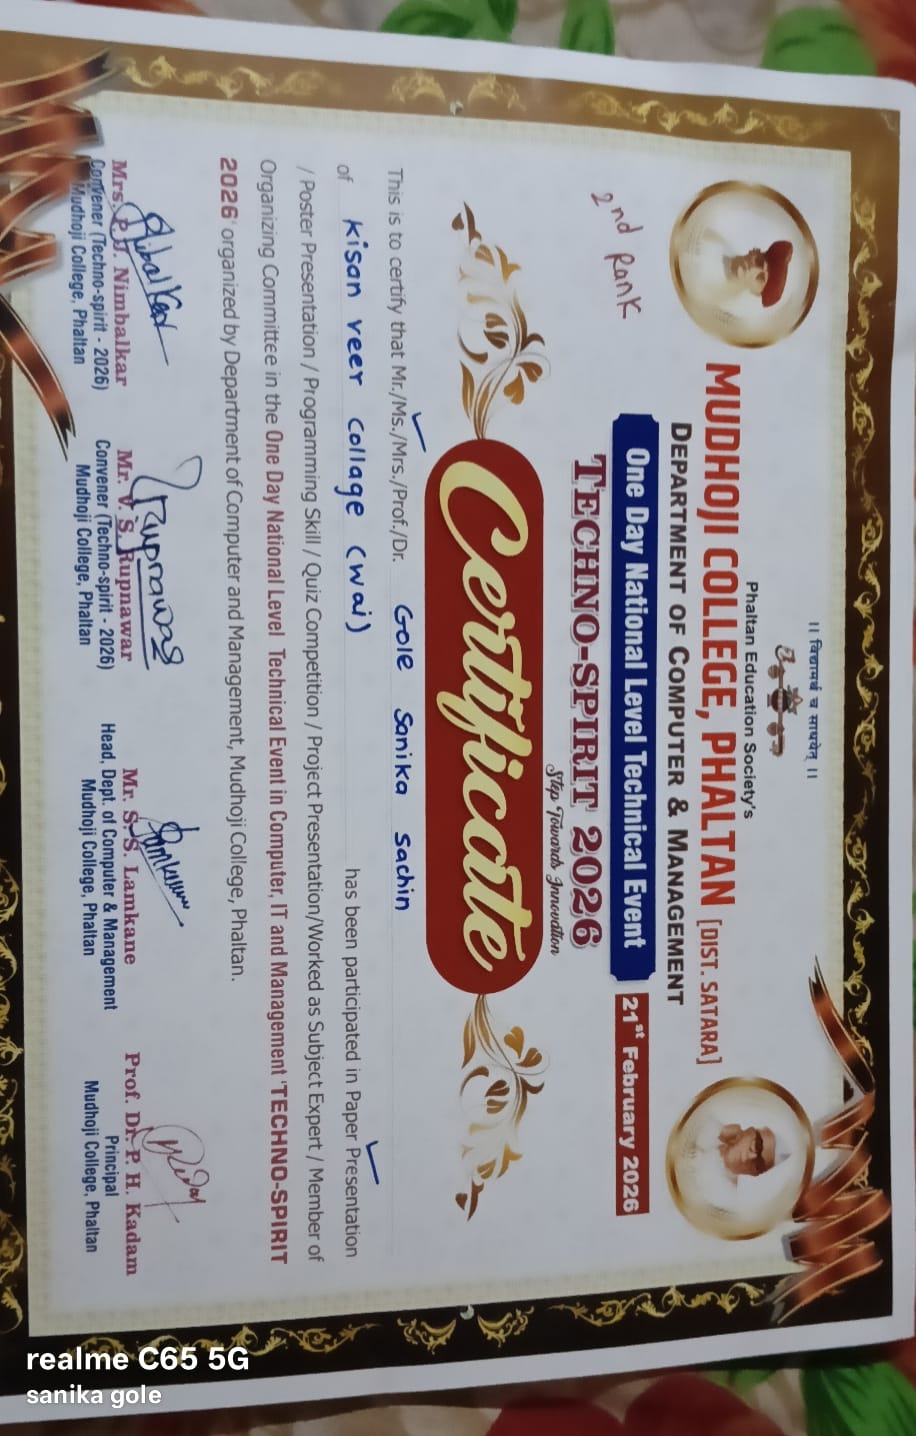 ।। विद्यामृतं च साधयेत् ।।
Phaltan Education Society's
MUDHOJI COLLEGE, PHALTAN [DIST. SATARA]
DEPARTMENT OF COMPUTER & MANAGEMENT
One Day National Level Technical Event 21st February 2026
2nd Rank
TECHNO-SPIRIT 2026
Step Towards Innovation
Certificate
This is to certify that Mr./Ms./Mrs./Prof./Dr. Gole Sanika Sachin
of kisan veer collage (wai) has been participated in Paper Presentation
/ Poster Presentation / Programming Skill / Quiz Competition / Project Presentation/Worked as Subject Expert / Member of
Organizing Committee in the One Day National Level Technical Event in Computer, IT and Management 'TECHNO-SPIRIT
2026' organized by Department of Computer and Management, Mudhoji College, Phaltan.
Mrs. P. J. Nimbalkar
Convener (Techno-spirit - 2026)
Mudhoji College, Phaltan
Mr. V. S. Rupnawar
Convener (Techno-spirit - 2026)
Mudhoji College, Phaltan
Mr. S. S. Lamkane
Head, Dept. of Computer & Management
Mudhoji College, Phaltan
Prof. Dr. P. H. Kadam
Principal
Mudhoji College, Phaltan
realme C65 5G
sanika gole